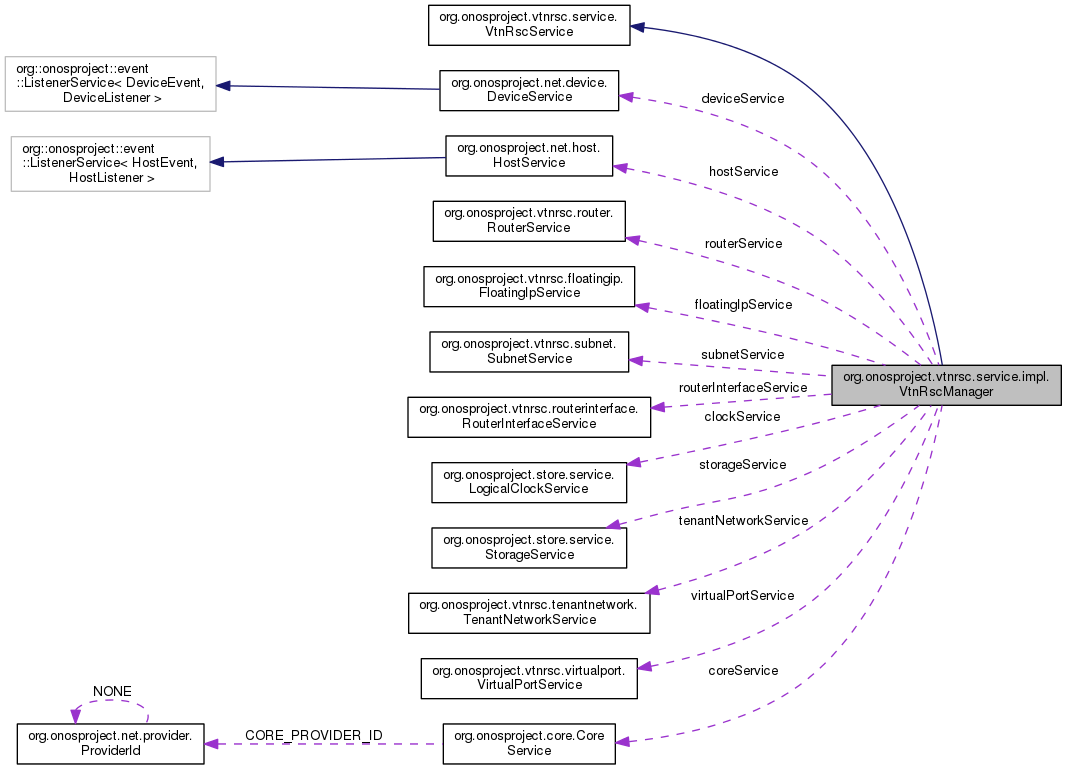 org.onosproject.vtnrsc.service.
VtnRscService
org::onosproject::event
::ListenerService< DeviceEvent,
DeviceListener >
org.onosproject.net.device.
DeviceService
deviceService
org::onosproject::event
::ListenerService< HostEvent,
HostListener >
org.onosproject.net.host.
HostService
hostService
org.onosproject.vtnrsc.router.
RouterService
routerService
org.onosproject.vtnrsc.floatingip.
FloatingIpService
floatingIpService
org.onosproject.vtnrsc.subnet.
SubnetService
subnetService
org.onosproject.vtnrsc.service.impl.
VtnRscManager
routerInterfaceService
org.onosproject.vtnrsc.routerinterface.
RouterInterfaceService
clockService
org.onosproject.store.service.
LogicalClockService
storageService
org.onosproject.store.service.
StorageService
tenantNetworkService
org.onosproject.vtnrsc.tenantnetwork.
TenantNetworkService
virtualPortService
org.onosproject.vtnrsc.virtualport.
VirtualPortService
coreService
NONE
org.onosproject.net.provider.
ProviderId
CORE_PROVIDER_ID
org.onosproject.core.Core
Service